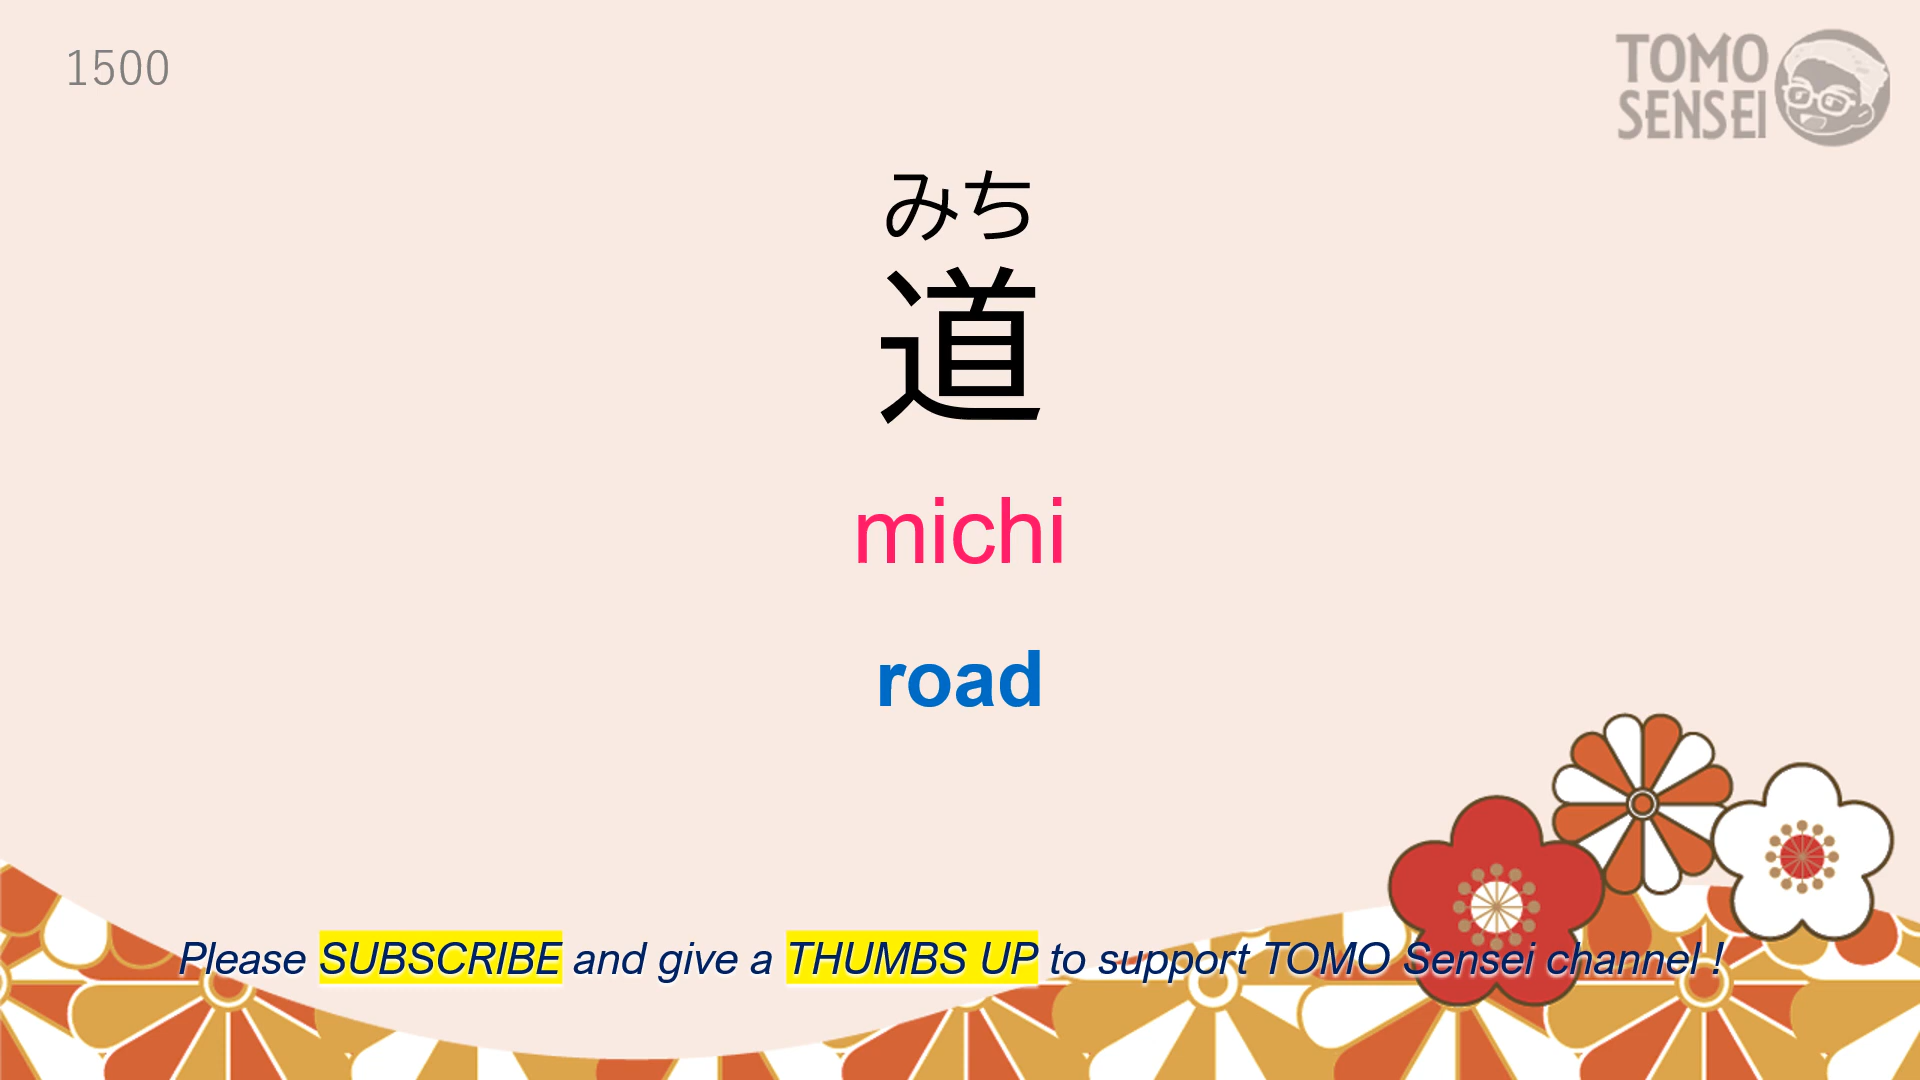 1500
TOMO
SENSEI
みち
道
michi
road
Please SUBSCRIBE and give a THUMBS UP to support TOMO Sensei channel !